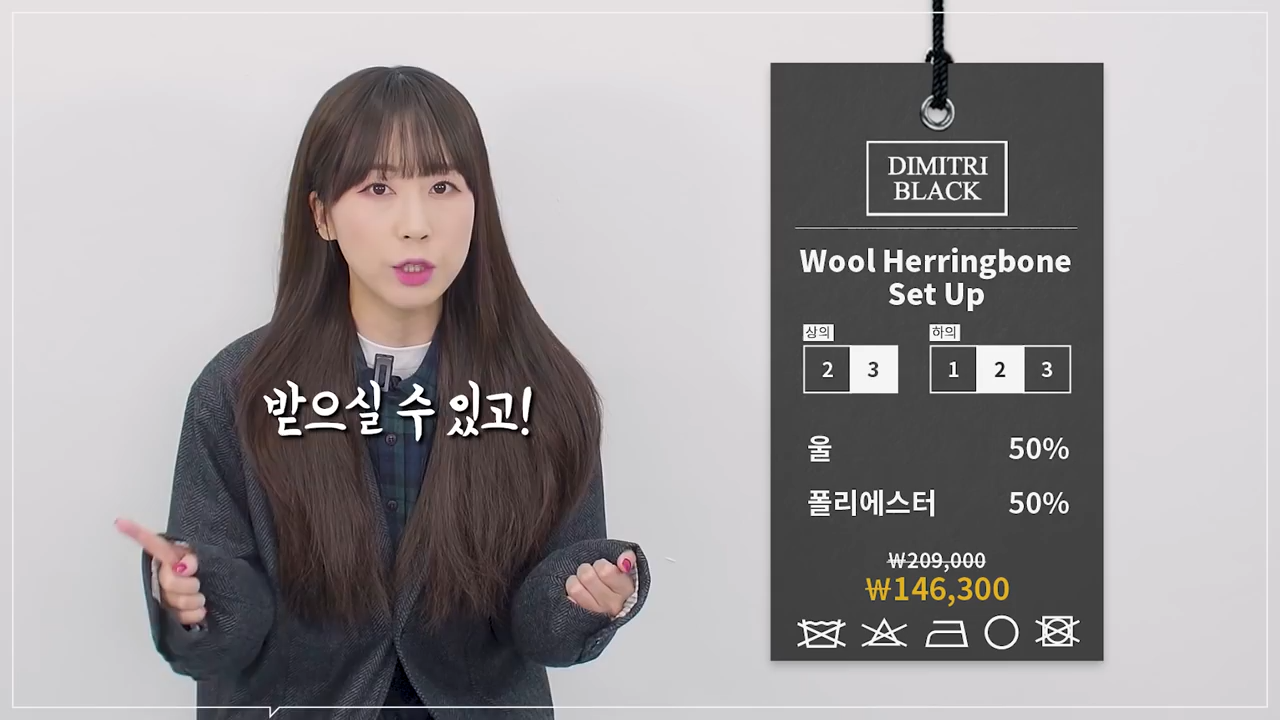 받으실 수 있고!
DIMITRI
BLACK
Wool Herringbone
Set Up
상의
하의
2 3
1 2 3
울 50%
폴리에스터 50%
₩209,000
₩146,300